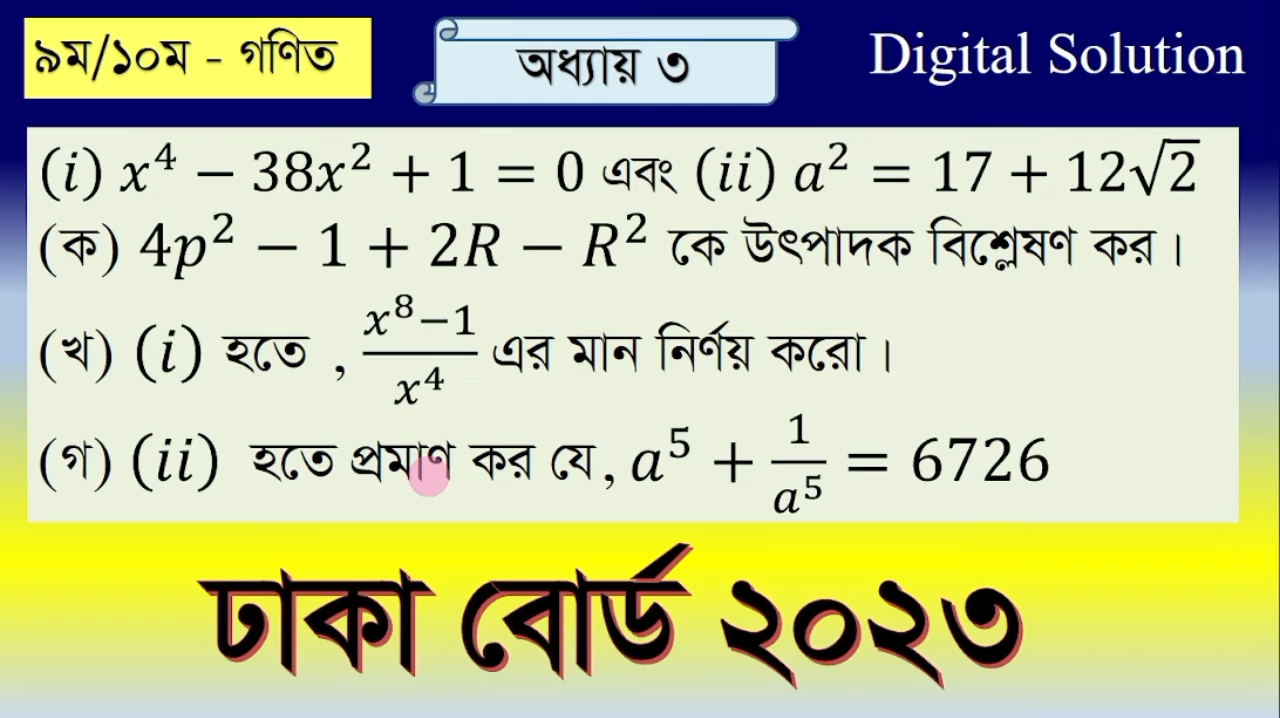 ৯ম/১০ম - গণিত
অধ্যায় ৩
Digital Solution
(i) x⁴ − 38x² + 1 = 0 এবং (ii) a² = 17 + 12√2
(ক) 4p² − 1 + 2R − R² কে উৎপাদক বিশ্লেষণ কর।
(খ) (i) হতে , (x⁸−1)/x⁴ এর মান নির্ণয় করো।
(গ) (ii) হতে প্রমাণ কর যে, a⁵ + 1/a⁵ = 6726
ঢাকা বোর্ড ২০২৩